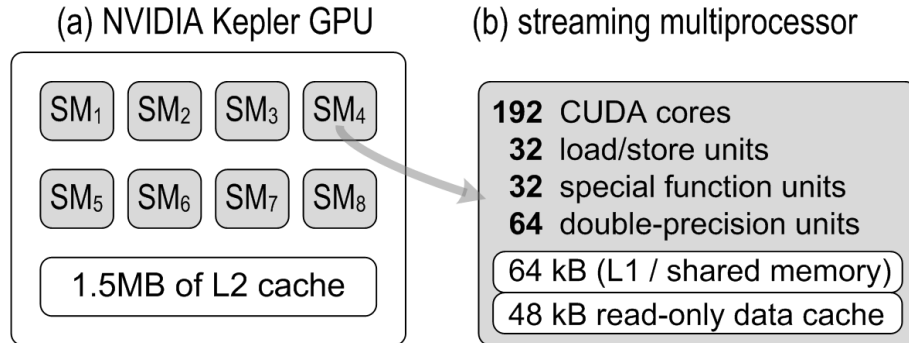 (a) NVIDIA Kepler GPU
SM₁ SM₂ SM₃ SM₄
SM₅ SM₆ SM₇ SM₈
1.5MB of L2 cache
(b) streaming multiprocessor
192 CUDA cores
32 load/store units
32 special function units
64 double-precision units
64 kB (L1 / shared memory)
48 kB read-only data cache